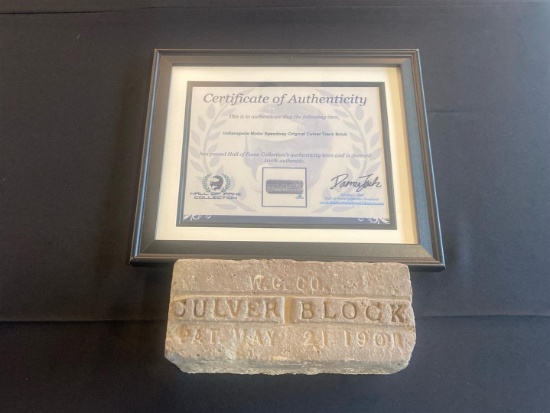 Certificate of Authenticity
This is to authenticate that the following item,
Indianapolis Motor Speedway Original Culver Track Brick
has passed Hall of Fame Collection's authenticity tests and is deemed
100% authentic.
HALL OF FAME
COLLECTION
W.C. CO.
CULVER BLOCK
PAT. MAY 21 1901